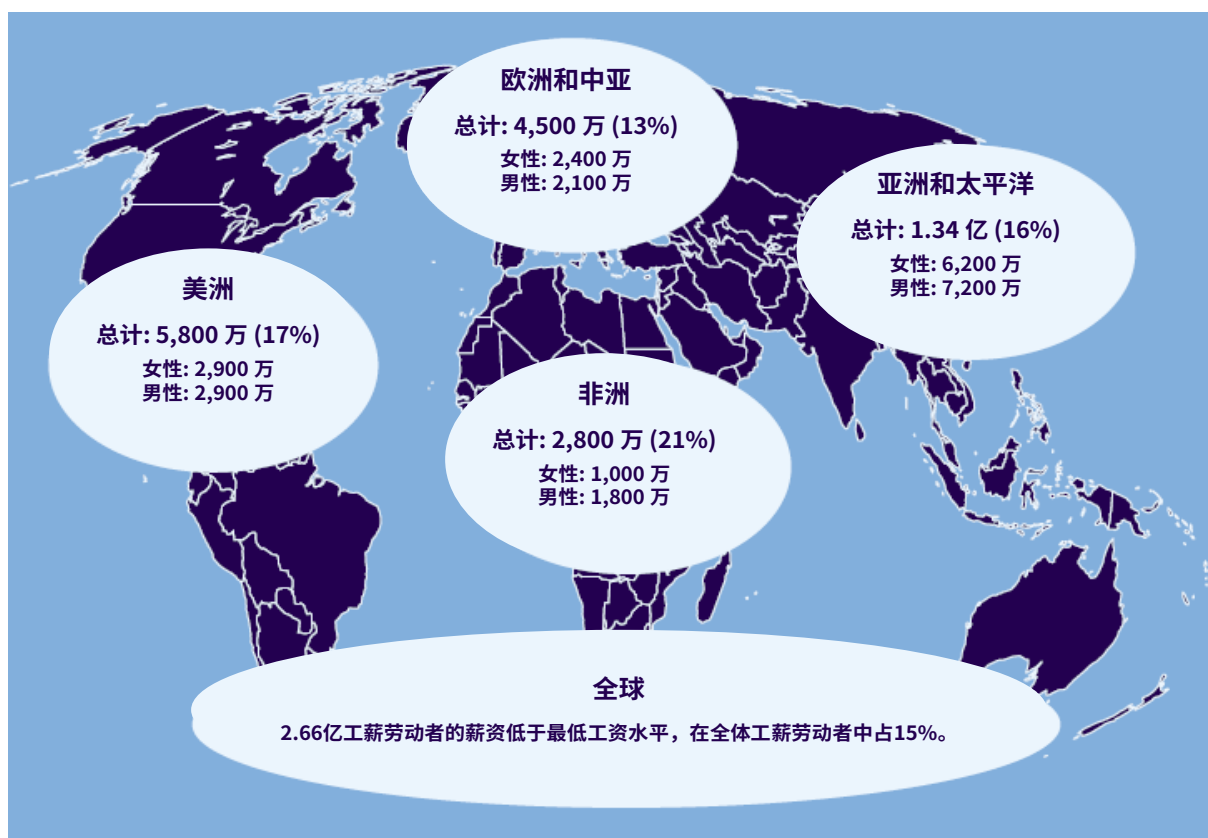 欧洲和中亚
总计: 4,500 万 (13%)
女性: 2,400 万
男性: 2,100 万
亚洲和太平洋
总计: 1.34 亿 (16%)
女性: 6,200 万
男性: 7,200 万
美洲
总计: 5,800 万 (17%)
女性: 2,900 万
男性: 2,900 万
非洲
总计: 2,800 万 (21%)
女性: 1,000 万
男性: 1,800 万
全球
2.66亿工薪劳动者的薪资低于最低工资水平，在全体工薪劳动者中占15%。